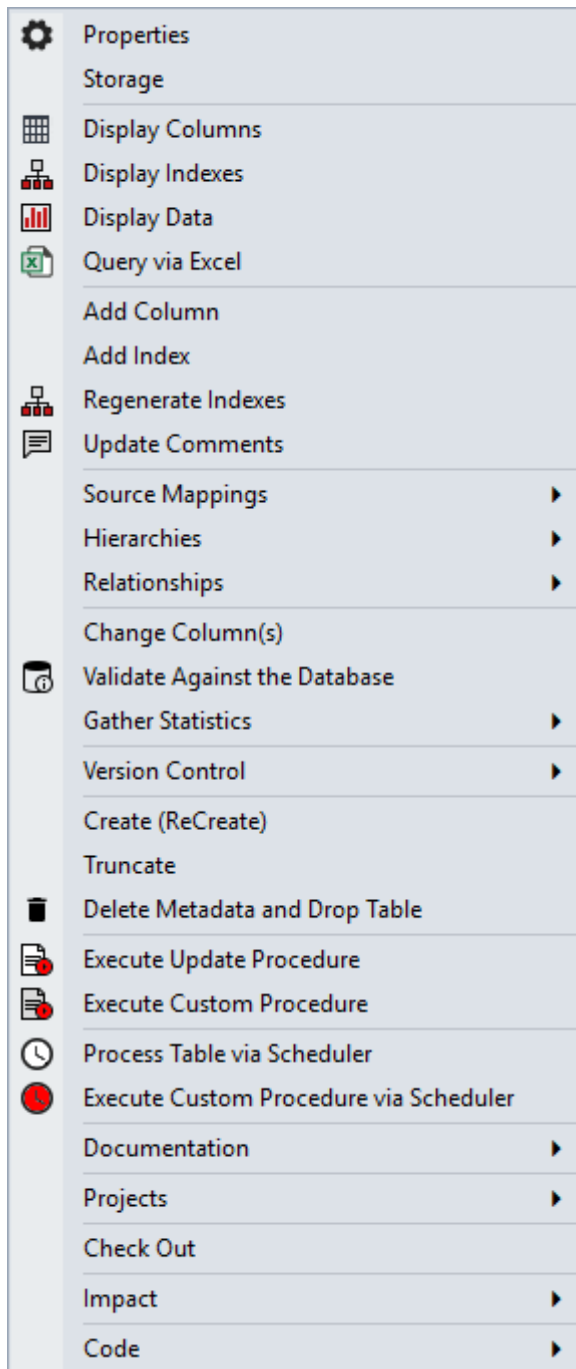 Properties
Storage
Display Columns
Display Indexes
Display Data
Query via Excel
Add Column
Add Index
Regenerate Indexes
Update Comments
Source Mappings
Hierarchies
Relationships
Change Column(s)
Validate Against the Database
Gather Statistics
Version Control
Create (ReCreate)
Truncate
Delete Metadata and Drop Table
Execute Update Procedure
Execute Custom Procedure
Process Table via Scheduler
Execute Custom Procedure via Scheduler
Documentation
Projects
Check Out
Impact
Code